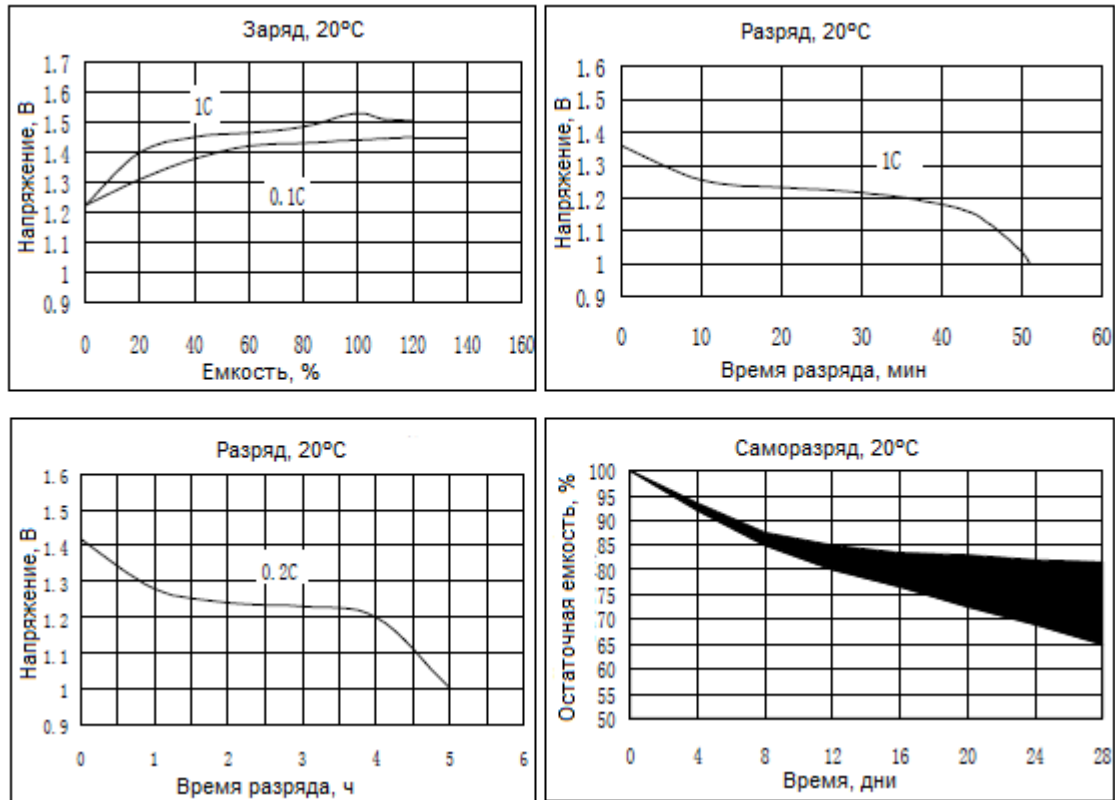 Заряд, 20°C
Напряжение, В
1.7
1.6
1.5
1.4
1.3
1.2
1.1
1
0.9
1C
0.1C
0 20 40 60 80 100 120 140 160
Емкость, %
Разряд, 20°C
Напряжение, В
1.6
1.5
1.4
1.3
1.2
1.1
1
0.9
1C
0 10 20 30 40 50 60
Время разряда, мин
Разряд, 20°C
Напряжение, В
1.6
1.5
1.4
1.3
1.2
1.1
1
0.9
0.2C
0 1 2 3 4 5 6
Время разряда, ч
Саморазряд, 20°C
Остаточная емкость, %
100
95
90
85
80
75
70
65
60
55
50
0 4 8 12 16 20 24 28
Время, дни